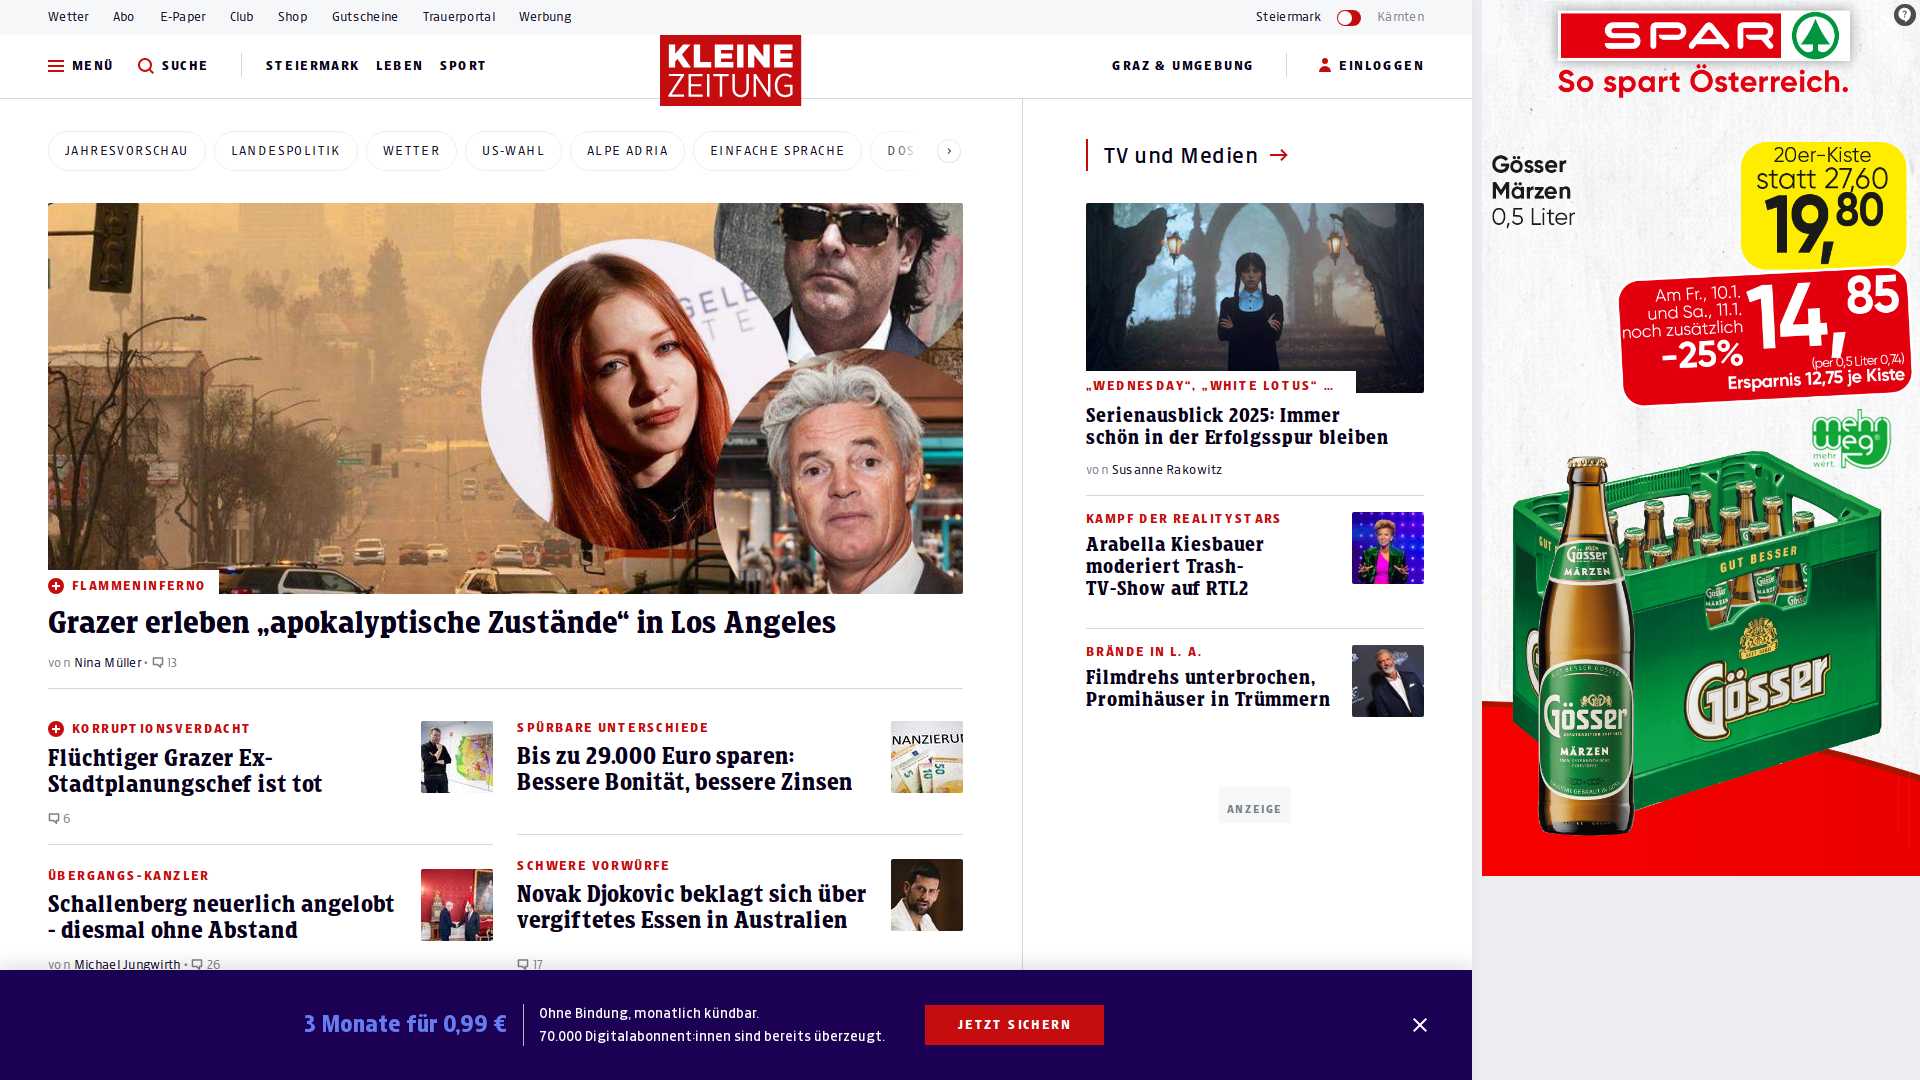 Wetter Abo E-Paper Club Shop Gutscheine Trauerportal Werbung
Steiermark Kärnten
MENÜ SUCHE STEIERMARK LEBEN SPORT
KLEINE
ZEITUNG
GRAZ & UMGEBUNG EINLOGGEN
JAHRESVORSCHAU LANDESPOLITIK WETTER US-WAHL ALPE ADRIA EINFACHE SPRACHE DOS
FLAMMENINFERNO
Grazer erleben „apokalyptische Zustände“ in Los Angeles
von Nina Müller • 13
KORRUPTIONSVERDACHT
Flüchtiger Grazer Ex-
Stadtplanungschef ist tot
6
ÜBERGANGS-KANZLER
Schallenberg neuerlich angelobt
- diesmal ohne Abstand
von Michael Jungwirth • 26
SPÜRBARE UNTERSCHIEDE
Bis zu 29.000 Euro sparen:
Bessere Bonität, bessere Zinsen
SCHWERE VORWÜRFE
Novak Djokovic beklagt sich über
vergiftetes Essen in Australien
17
TV und Medien
„WEDNESDAY“, „WHITE LOTUS“ …
Serienausblick 2025: Immer
schön in der Erfolgsspur bleiben
von Susanne Rakowitz
KAMPF DER REALITYSTARS
Arabella Kiesbauer
moderiert Trash-
TV-Show auf RTL2
BRÄNDE IN L. A.
Filmdrehs unterbrochen,
Promihäuser in Trümmern
ANZEIGE
3 Monate für 0,99 €
Ohne Bindung, monatlich kündbar.
70.000 Digitalabonnent:innen sind bereits überzeugt.
JETZT SICHERN
SPAR
So spart Österreich.
Gösser
Märzen
0,5 Liter
20er-Kiste
statt 27,60
19,80
Am Fr., 10.1.
und Sa., 11.1.
noch zusätzlich
-25%
14,85
(per 0,5 Liter 0,74)
Ersparnis 12,75 je Kiste
mehr
weg
mehr
wert.
GUT BESSER
Gösser
MÄRZEN
Gösser
Gösser
MÄRZEN